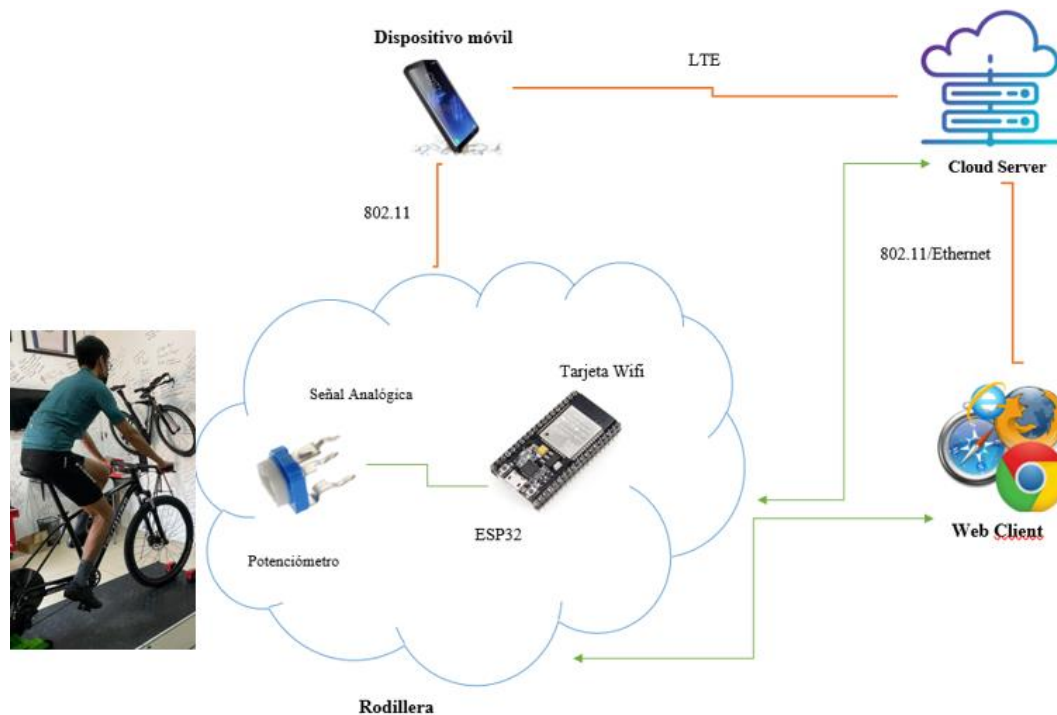 Dispositivo móvil
LTE
Cloud Server
802.11
802.11/Ethernet
Tarjeta Wifi
Señal Analógica
ESP32
Potenciómetro
Web Client
Rodillera